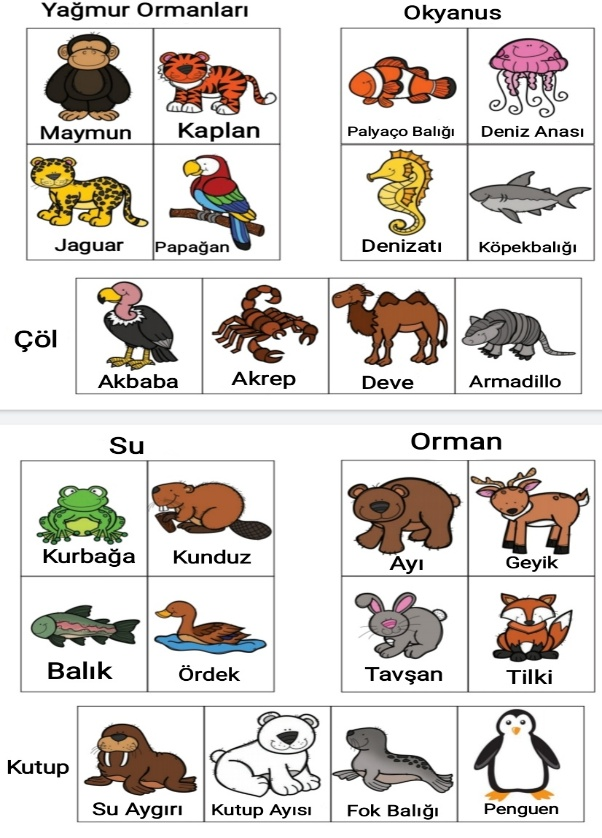 Yağmur Ormanları
Maymun
Kaplan
Jaguar
Papağan
Okyanus
Palyaço Balığı
Deniz Anası
Denizatı
Köpekbalığı
Çöl
Akbaba
Akrep
Deve
Armadillo
Su
Kurbağa
Kunduz
Balık
Ördek
Orman
Ayı
Geyik
Tavşan
Tilki
Kutup
Su Aygırı
Kutup Ayısı
Fok Balığı
Penguen